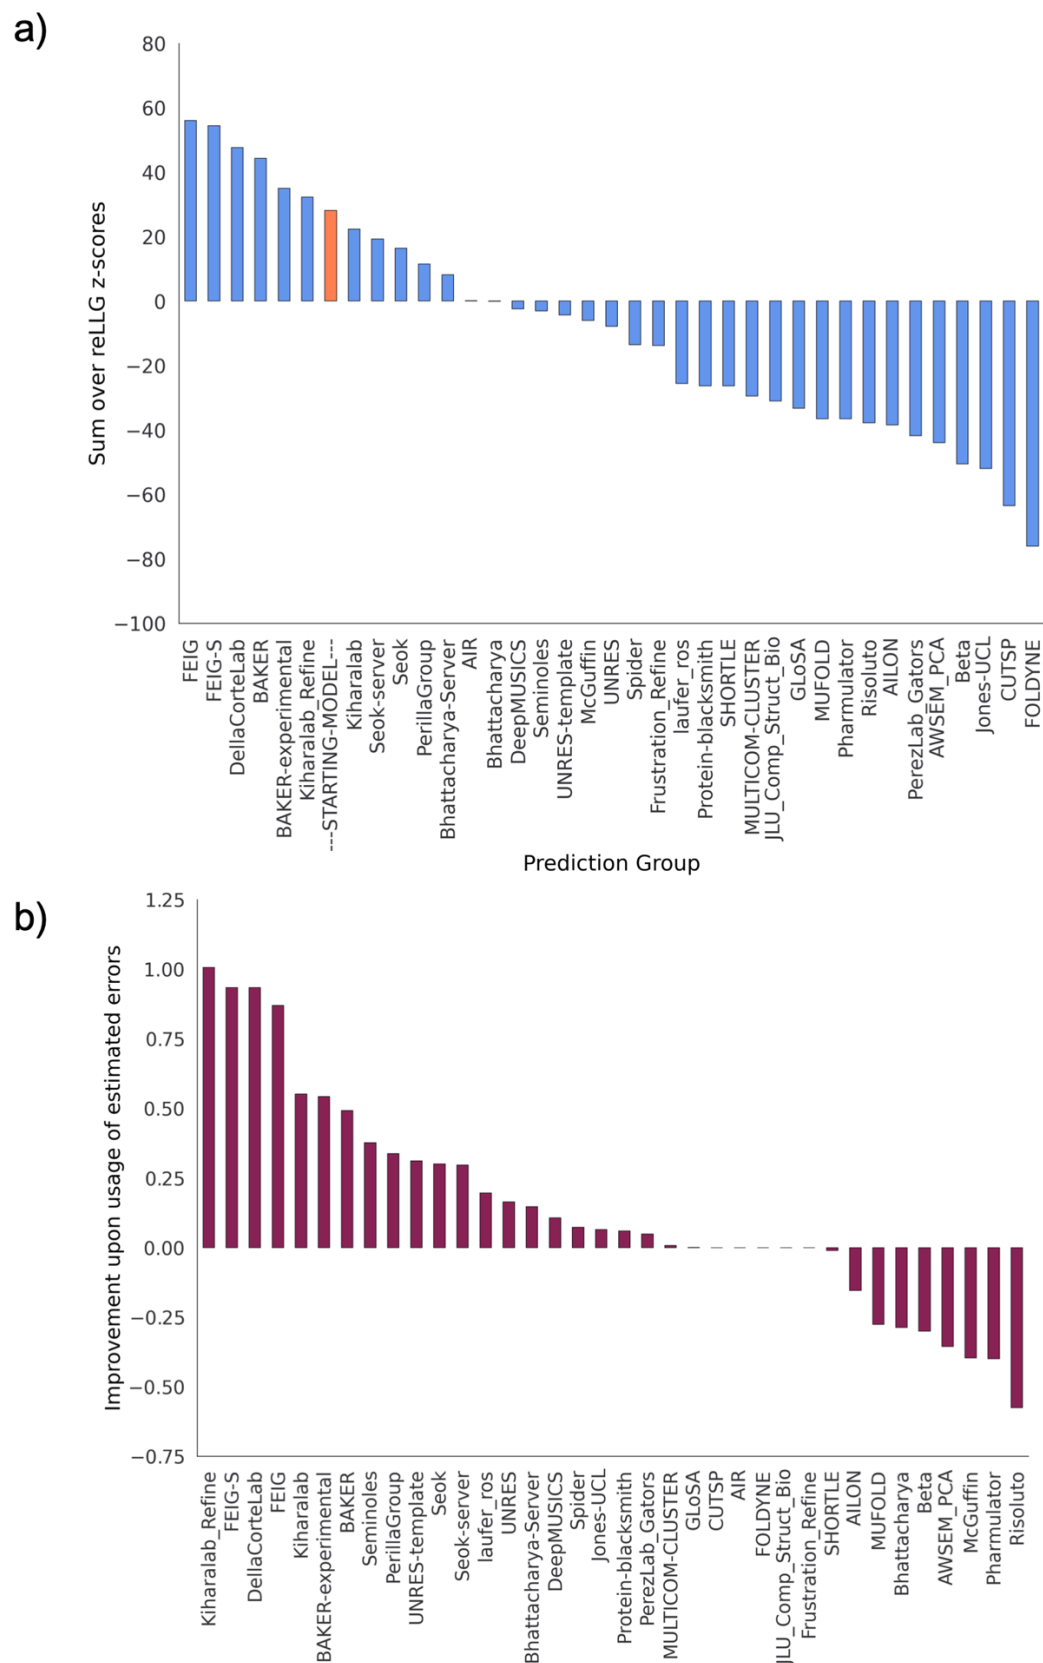 a)
80
60
40
20
0
−20
−40
−60
−80
−100
Sum over reLLG z-scores
FEIG
FEIG-S
DellaCorteLab
BAKER
BAKER-experimental
Kiharalab_Refine
---STARTING-MODEL---
Kiharalab
Seok-server
Seok
PerillaGroup
Bhattacharya-Server
AIR
Bhattacharya
DeepMUSICS
Seminoles
UNRES-template
McGuffin
UNRES
Spider
Frustration_Refine
laufer_ros
Protein-blacksmith
SHORTLE
MULTICOM-CLUSTER
JLU_Comp_Struct_Bio
GLoSA
MUFOLD
Pharmulator
Risoluto
AILON
PerezLab_Gators
AWSEM_PCA
Beta
Jones-UCL
CUTSP
FOLDYNE
Prediction Group
b)
1.25
1.00
0.75
0.50
0.25
0.00
−0.25
−0.50
−0.75
Improvement upon usage of estimated errors
Kiharalab_Refine
FEIG-S
DellaCorteLab
FEIG
Kiharalab
BAKER-experimental
BAKER
Seminoles
PerillaGroup
UNRES-template
Seok
Seok-server
laufer_ros
UNRES
Bhattacharya-Server
DeepMUSICS
Spider
Jones-UCL
Protein-blacksmith
PerezLab_Gators
MULTICOM-CLUSTER
GLoSA
CUTSP
AIR
FOLDYNE
JLU_Comp_Struct_Bio
Frustration_Refine
SHORTLE
AILON
MUFOLD
Bhattacharya
Beta
AWSEM_PCA
McGuffin
Pharmulator
Risoluto